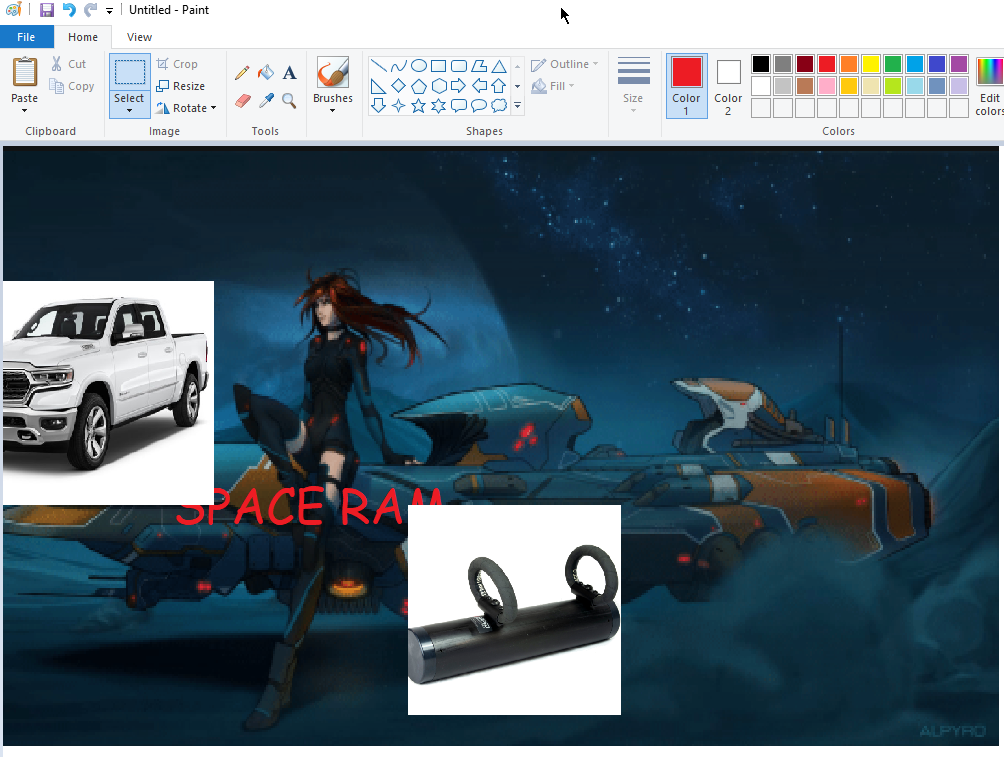 Untitled - Paint
File Home View
Paste Cut Copy Clipboard
Select Crop Resize Rotate Image
Tools
Brushes
Outline Fill Shapes
Size
Color 1 Color 2 Edit colors Colors
SPACE RAM
ALPYRO